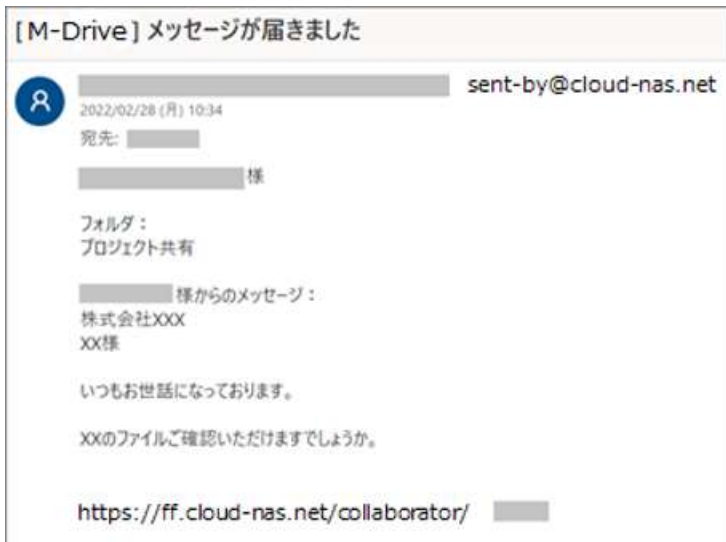 [M-Drive] メッセージが届きました
sent-by@cloud-nas.net
2022/02/28 (月) 10:34
宛先:
様
フォルダ：
プロジェクト共有
様からのメッセージ：
株式会社XXX
XX様
いつもお世話になっております。
XXのファイルご確認いただけますでしょうか。
https://ff.cloud-nas.net/collaborator/